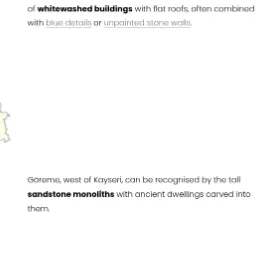 of whitewashed buildings with flat roofs, often combined
with blue details or unpainted stone walls.
Göreme, west of Kayseri, can be recognised by the tall
sandstone monoliths with ancient dwellings carved into
them.